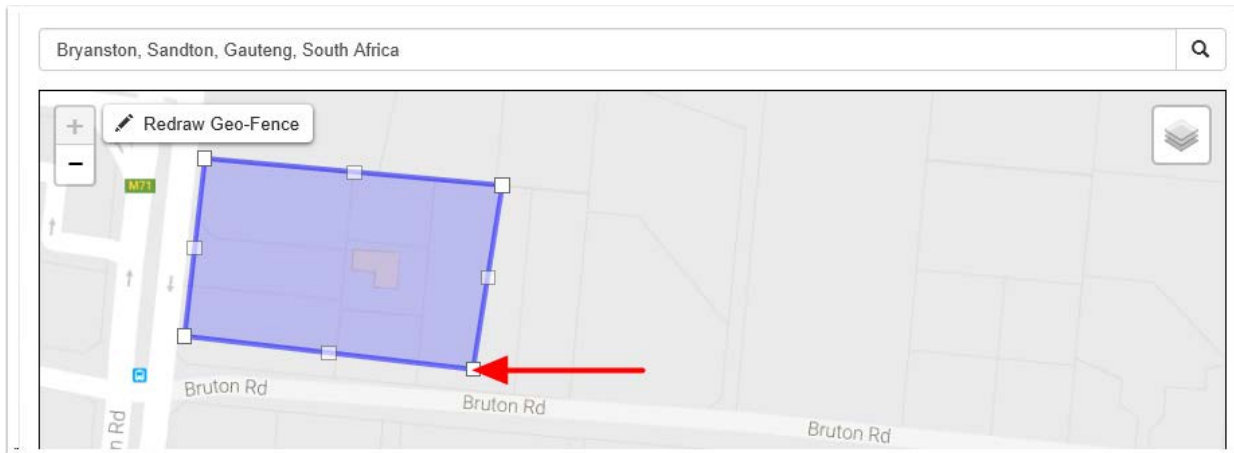 Bryanston, Sandton, Gauteng, South Africa
+
Redraw Geo-Fence
−
M71
Bruton Rd
Bruton Rd
Bruton Rd
n Rd